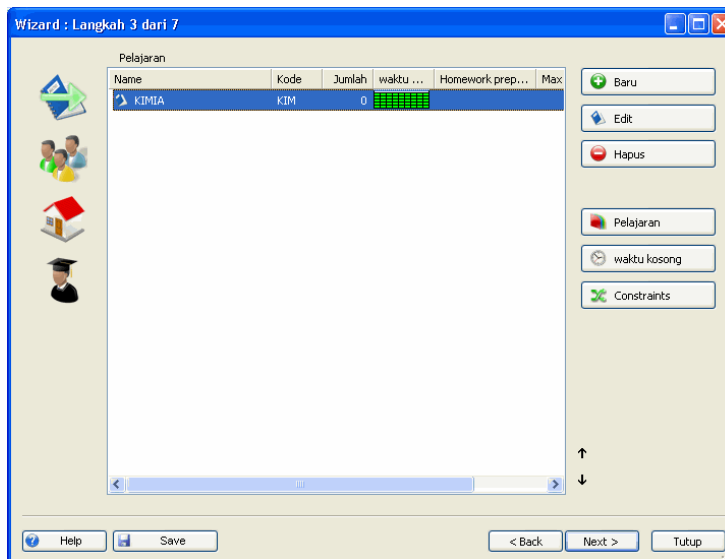 Wizard : Langkah 3 dari 7
Pelajaran
Name Kode Jumlah waktu ... Homework prep... Max
KIMIA KIM 0
Baru
Edit
Hapus
Pelajaran
waktu kosong
Constraints
Help Save < Back Next > Tutup